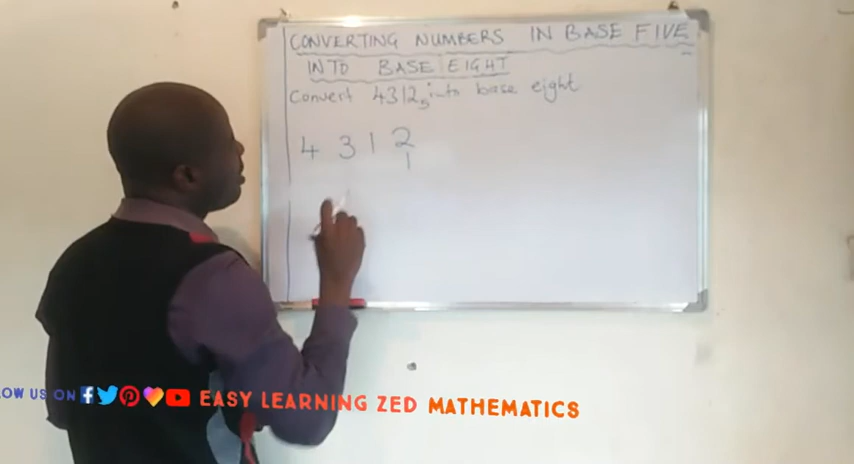 CONVERTING NUMBERS IN BASE FIVE
INTO BASE EIGHT
Convert 4312₅ into base eight
4 3 1 2
1
LOW US ON
EASY LEARNING ZED MATHEMATICS